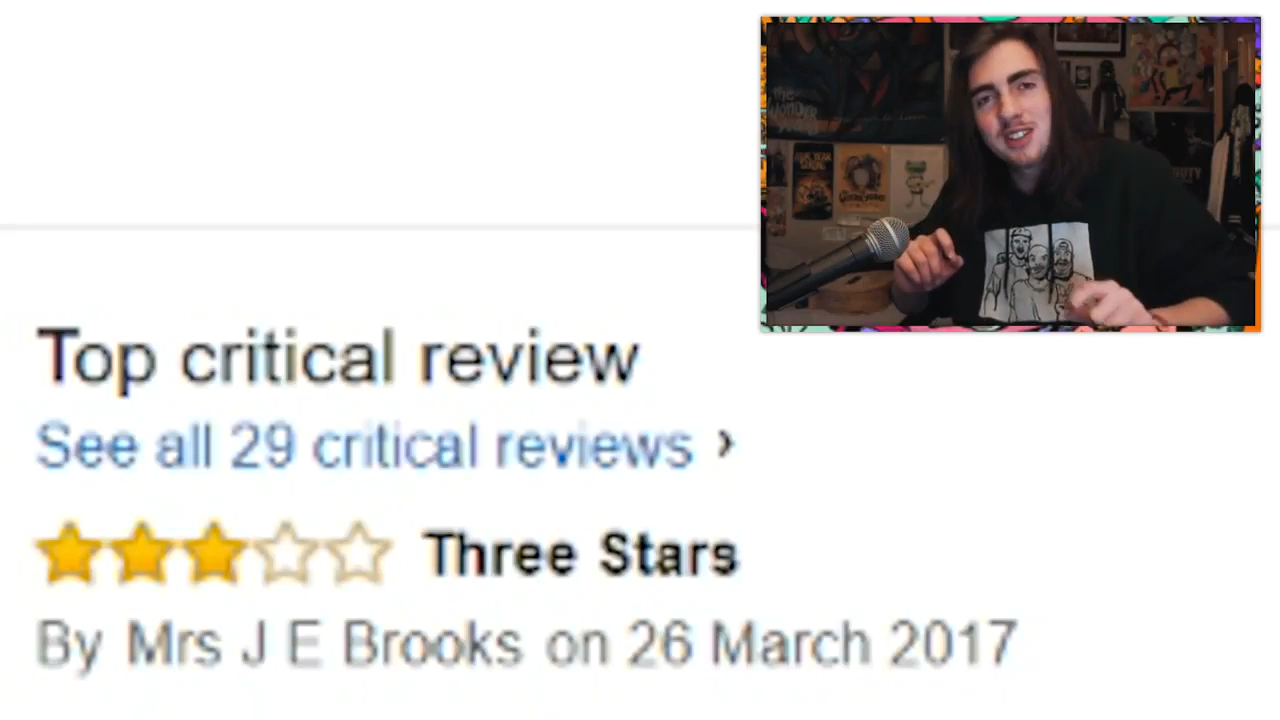 Top critical review
See all 29 critical reviews ›
Three Stars
By Mrs J E Brooks on 26 March 2017